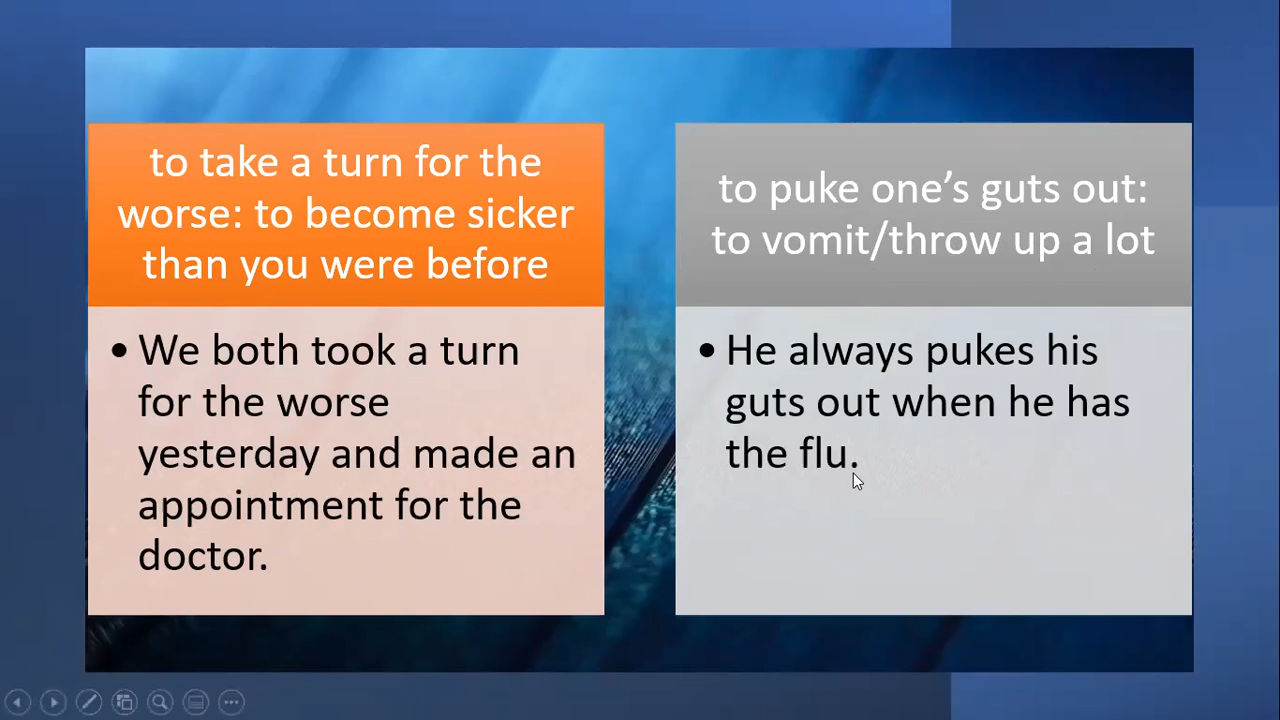 to take a turn for the
worse: to become sicker
than you were before
• We both took a turn
for the worse
yesterday and made an
appointment for the
doctor.
to puke one’s guts out:
to vomit/throw up a lot
• He always pukes his
guts out when he has
the flu.